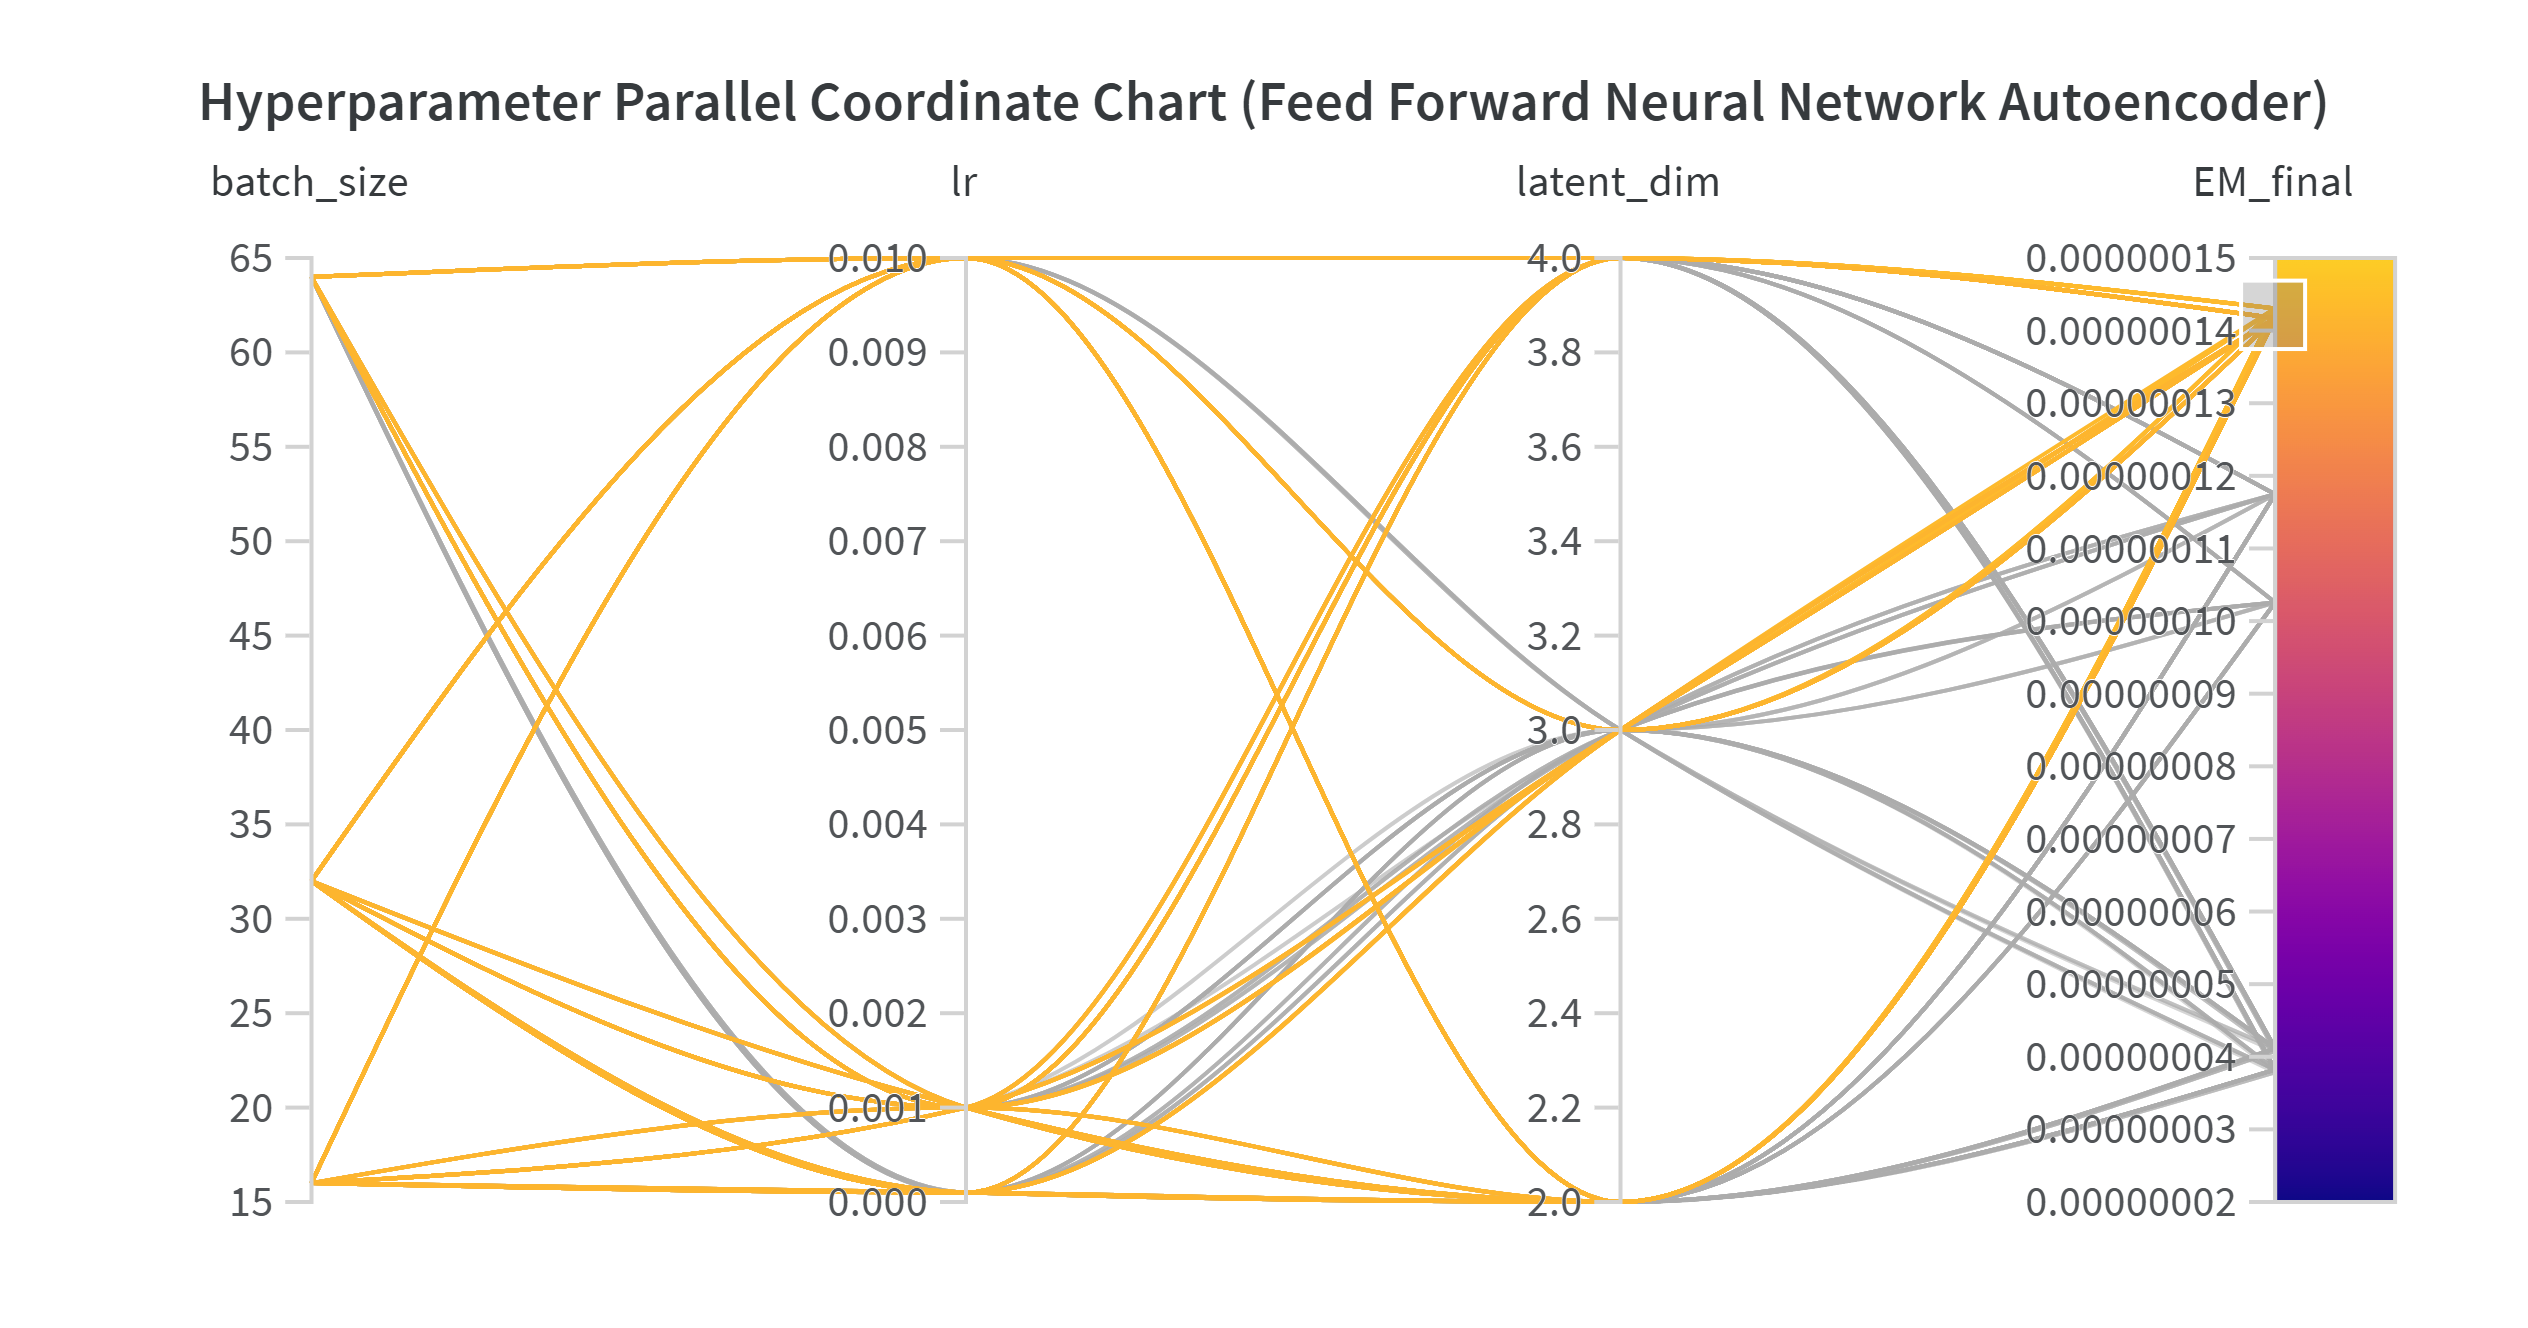 Hyperparameter Parallel Coordinate Chart (Feed Forward Neural Network Autoencoder)
batch_size lr latent_dim EM_final
65 0.010 4.0 0.00000015
60 0.009 3.8 0.00000014
55 0.008 3.6 0.00000013
50 0.007 3.4 0.00000012
45 0.006 3.2 0.00000011
40 0.005 3.0 0.00000010
35 0.004 2.8 0.00000009
30 0.003 2.6 0.00000008
25 0.002 2.4 0.00000007
20 0.001 2.2 0.00000006
15 0.000 2.0 0.00000005
0.00000004
0.00000003
0.00000002